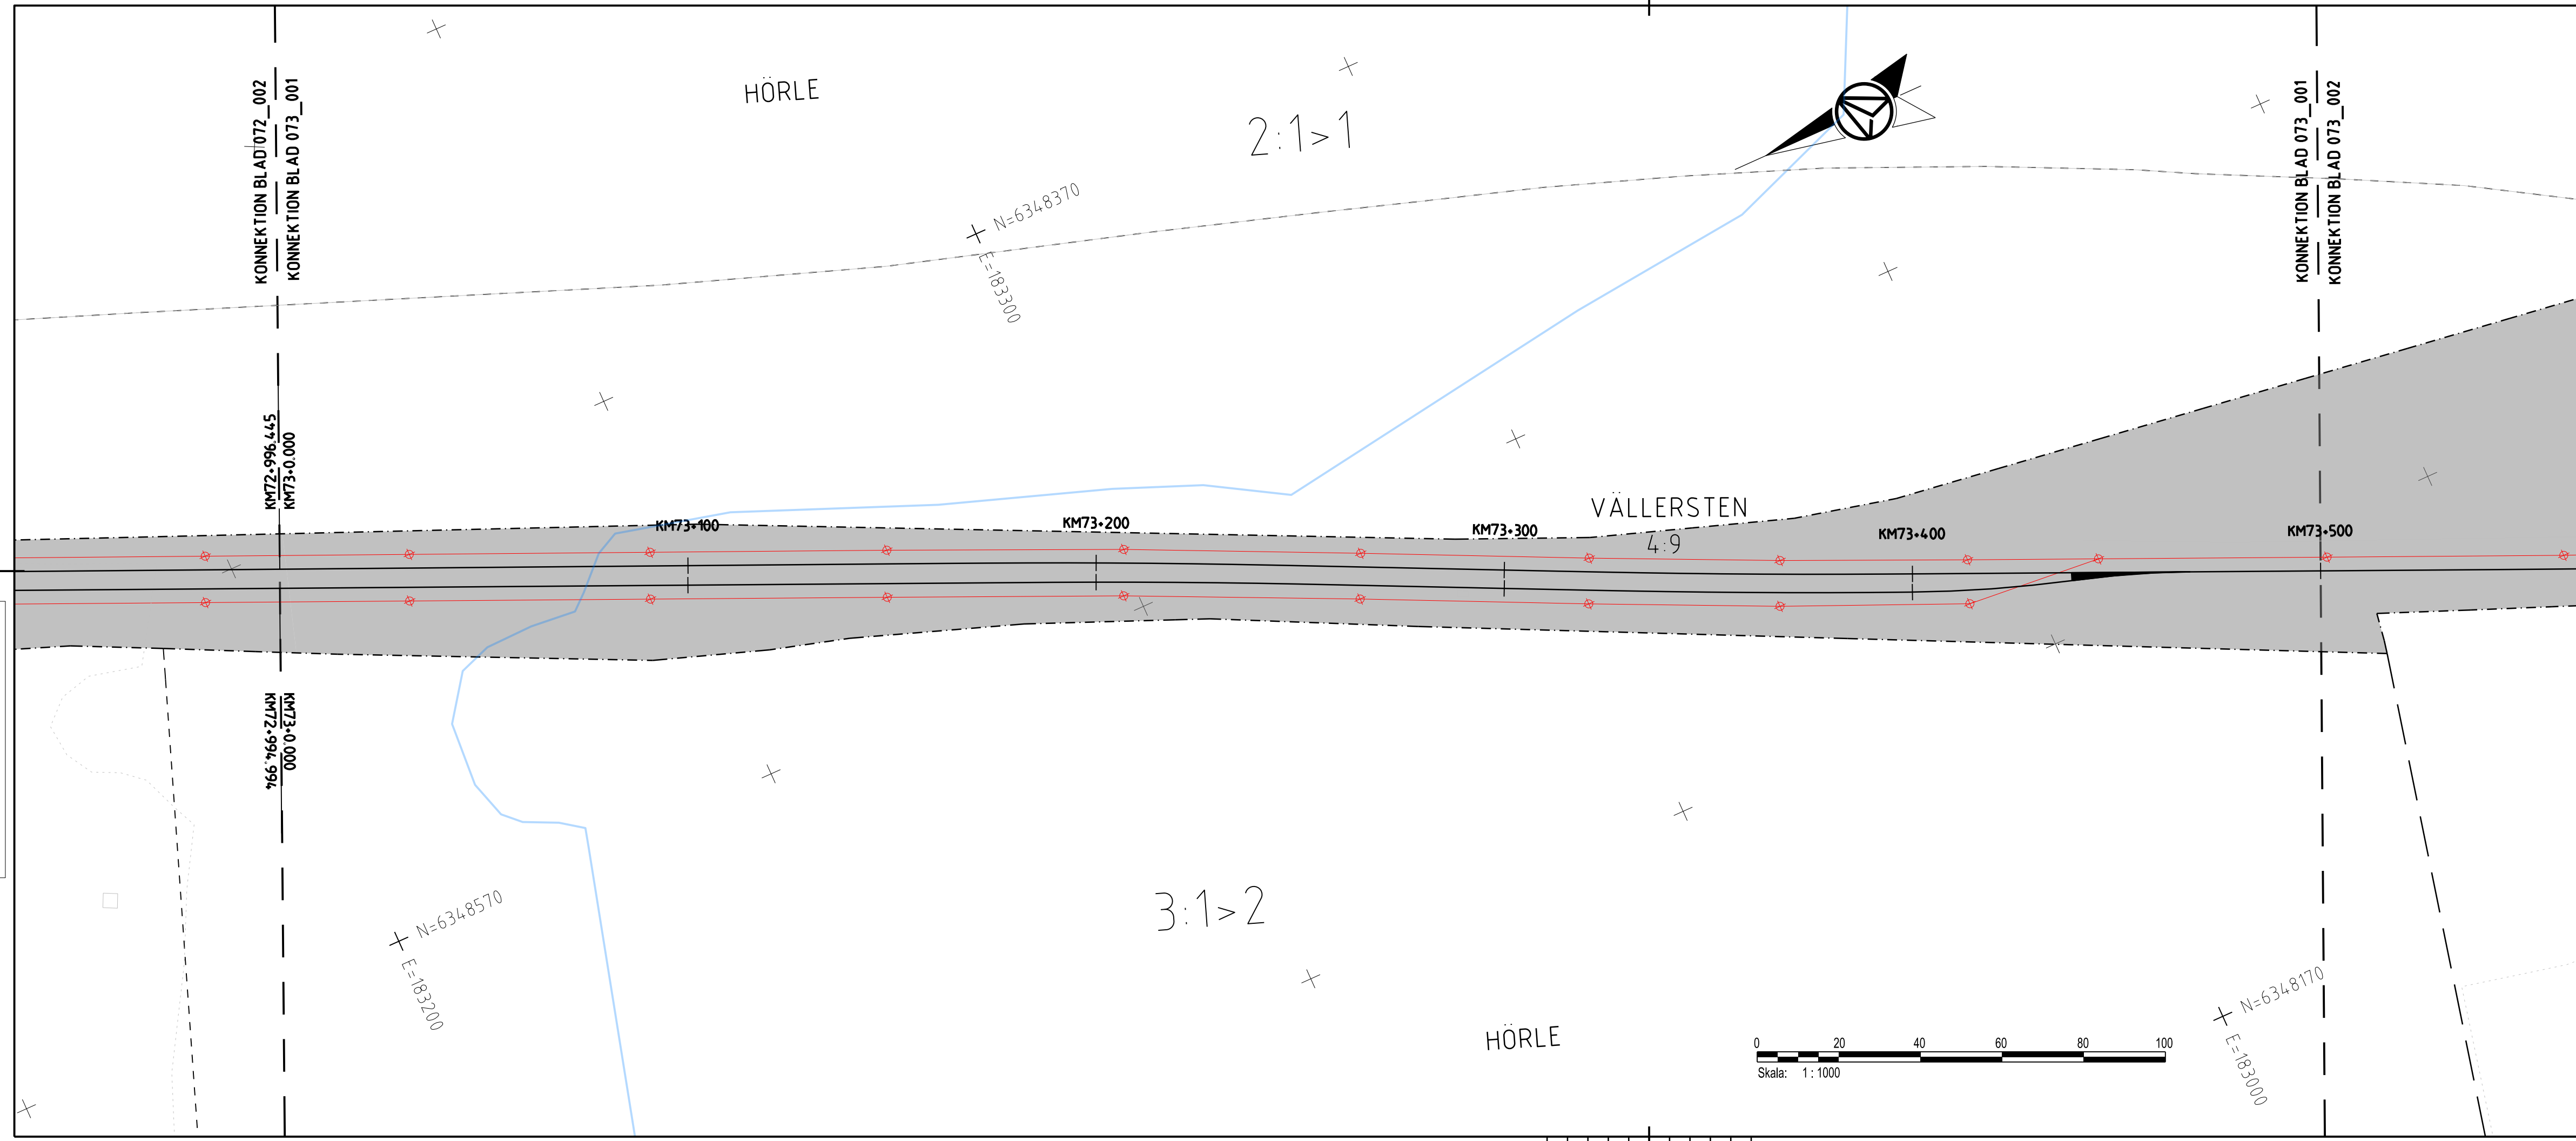 KONNEKTION BLAD 072_002
KONNEKTION BLAD 073_001
HÖRLE
2:1>1
N=6348370
E=183300
KONNEKTION BLAD 073_001
KONNEKTION BLAD 073_002
KM72+996.445
KM73+0.000
KM73+100
KM73+200
KM73+300
VÄLLERSTEN
4:9
KM73+400
KM73+500
KM73+0.000
KM72+994.994
3:1>2
N=6348570
E=183200
HÖRLE
N=6348170
E=183000
0 20 40 60 80 100
Skala: 1 : 1000